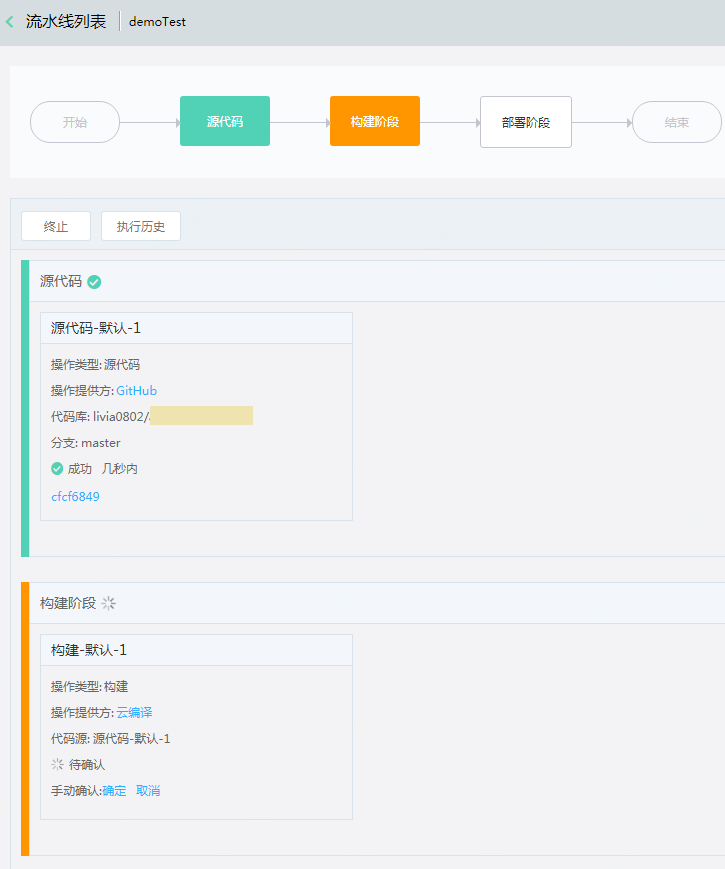 流水线列表 demoTest
开始 源代码 构建阶段 部署阶段 结束
终止 执行历史
源代码
源代码-默认-1
操作类型:源代码
操作提供方:GitHub
代码库: livia0802/
分支: master
成功 几秒内
cfcf6849
构建阶段
构建-默认-1
操作类型:构建
操作提供方:云编译
代码源: 源代码-默认-1
待确认
手动确认:确定 取消